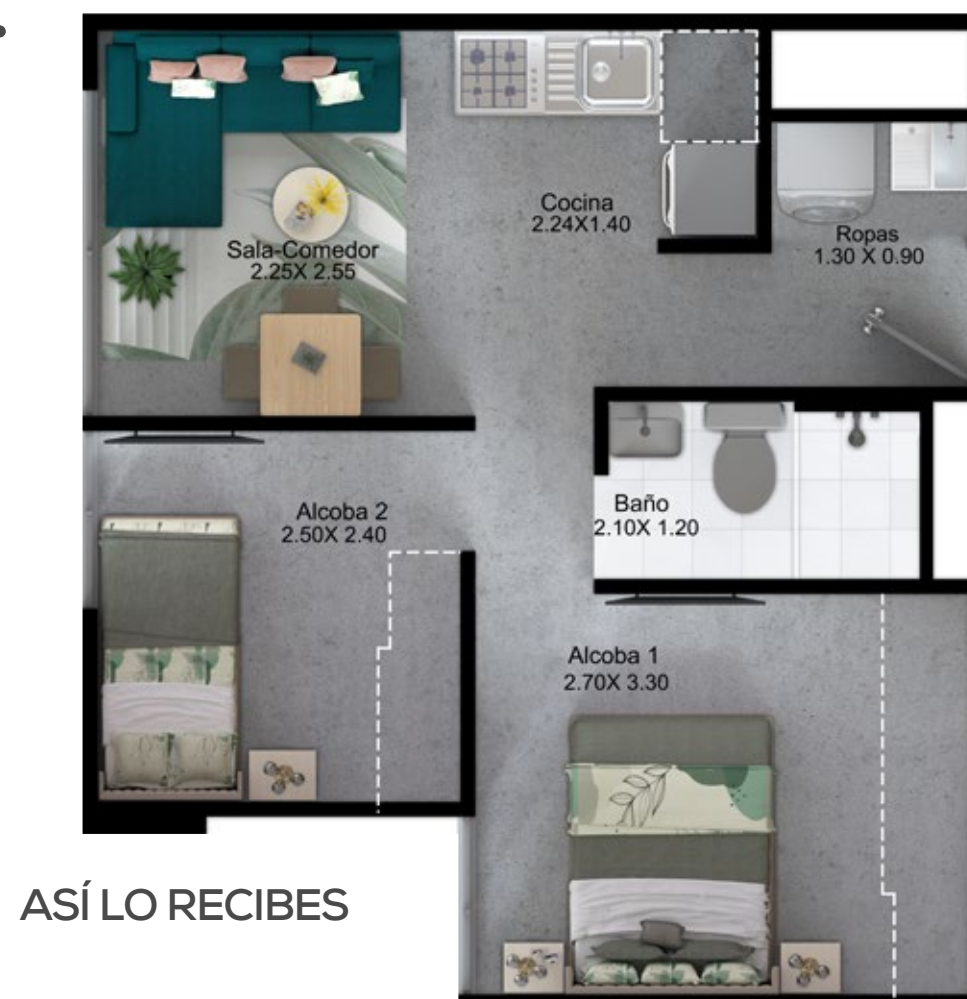 Cocina
2.24X1.40
Ropas
1.30 X 0.90
Sala-Comedor
2.25X 2.55
Alcoba 2
2.50X 2.40
Baño
2.10X 1.20
Alcoba 1
2.70X 3.30
ASÍ LO RECIBES